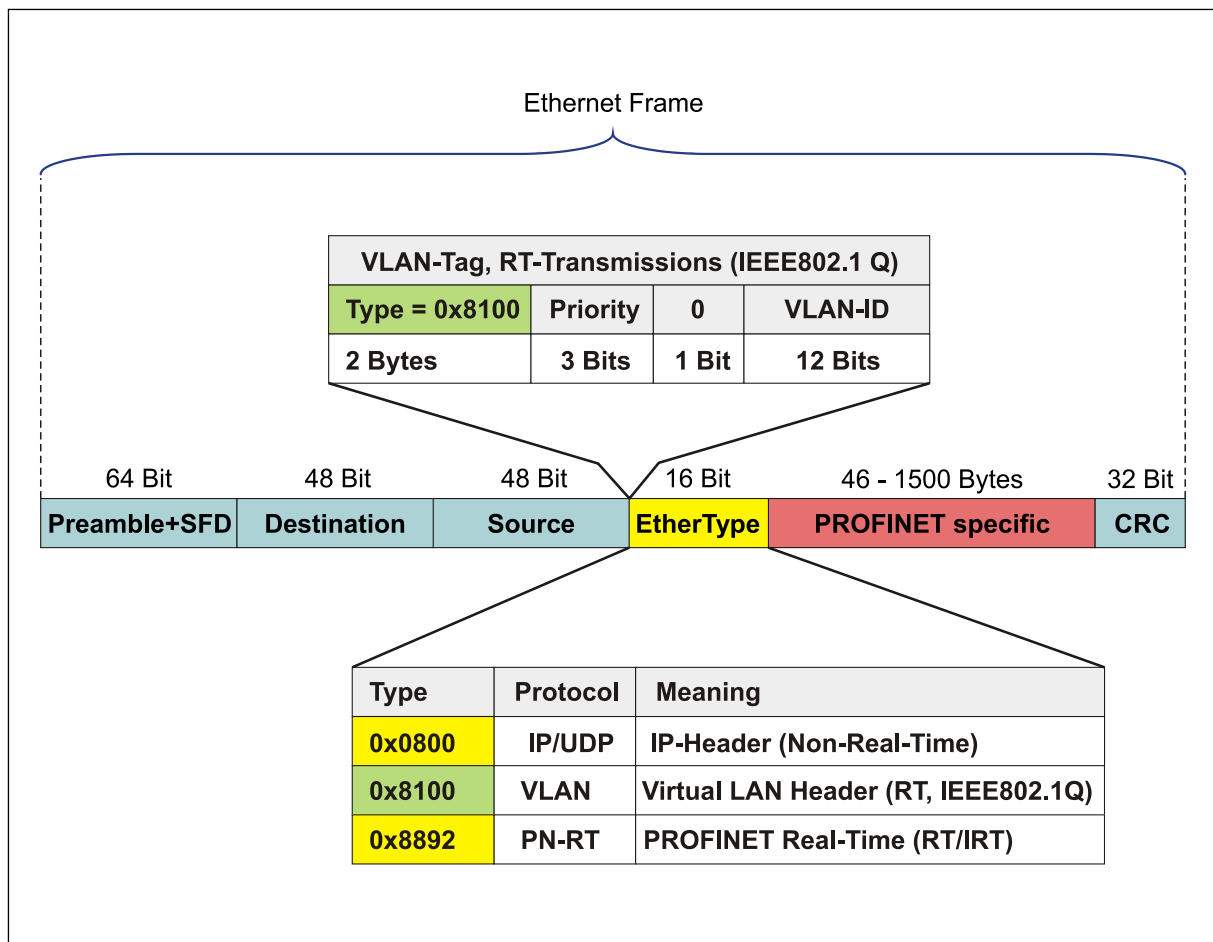 Ethernet Frame
VLAN-Tag, RT-Transmissions (IEEE802.1 Q)
Type = 0x8100 Priority 0 VLAN-ID
2 Bytes 3 Bits 1 Bit 12 Bits
64 Bit 48 Bit 48 Bit 16 Bit 46 - 1500 Bytes 32 Bit
Preamble+SFD Destination Source EtherType PROFINET specific CRC
Type Protocol Meaning
0x0800 IP/UDP IP-Header (Non-Real-Time)
0x8100 VLAN Virtual LAN Header (RT, IEEE802.1Q)
0x8892 PN-RT PROFINET Real-Time (RT/IRT)